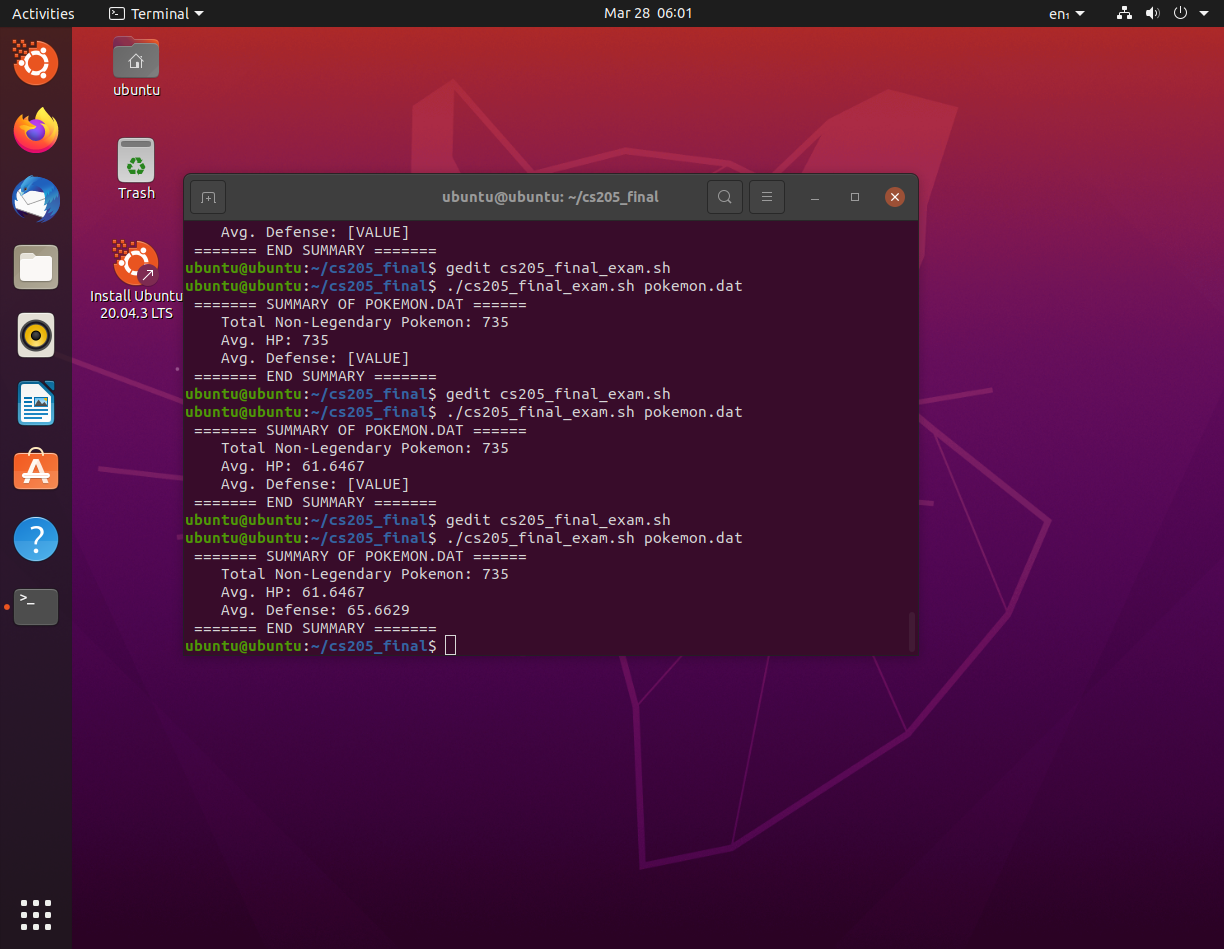 Activities Terminal Mar 28 06:01 en₁
ubuntu
Trash
Install Ubuntu
20.04.3 LTS
ubuntu@ubuntu: ~/cs205_final
Avg. Defense: [VALUE]
======= END SUMMARY =======
ubuntu@ubuntu:~/cs205_final$ gedit cs205_final_exam.sh
ubuntu@ubuntu:~/cs205_final$ ./cs205_final_exam.sh pokemon.dat
======= SUMMARY OF POKEMON.DAT ======
Total Non-Legendary Pokemon: 735
Avg. HP: 735
Avg. Defense: [VALUE]
======= END SUMMARY =======
ubuntu@ubuntu:~/cs205_final$ gedit cs205_final_exam.sh
ubuntu@ubuntu:~/cs205_final$ ./cs205_final_exam.sh pokemon.dat
======= SUMMARY OF POKEMON.DAT ======
Total Non-Legendary Pokemon: 735
Avg. HP: 61.6467
Avg. Defense: [VALUE]
======= END SUMMARY =======
ubuntu@ubuntu:~/cs205_final$ gedit cs205_final_exam.sh
ubuntu@ubuntu:~/cs205_final$ ./cs205_final_exam.sh pokemon.dat
======= SUMMARY OF POKEMON.DAT ======
Total Non-Legendary Pokemon: 735
Avg. HP: 61.6467
Avg. Defense: 65.6629
======= END SUMMARY =======
ubuntu@ubuntu:~/cs205_final$